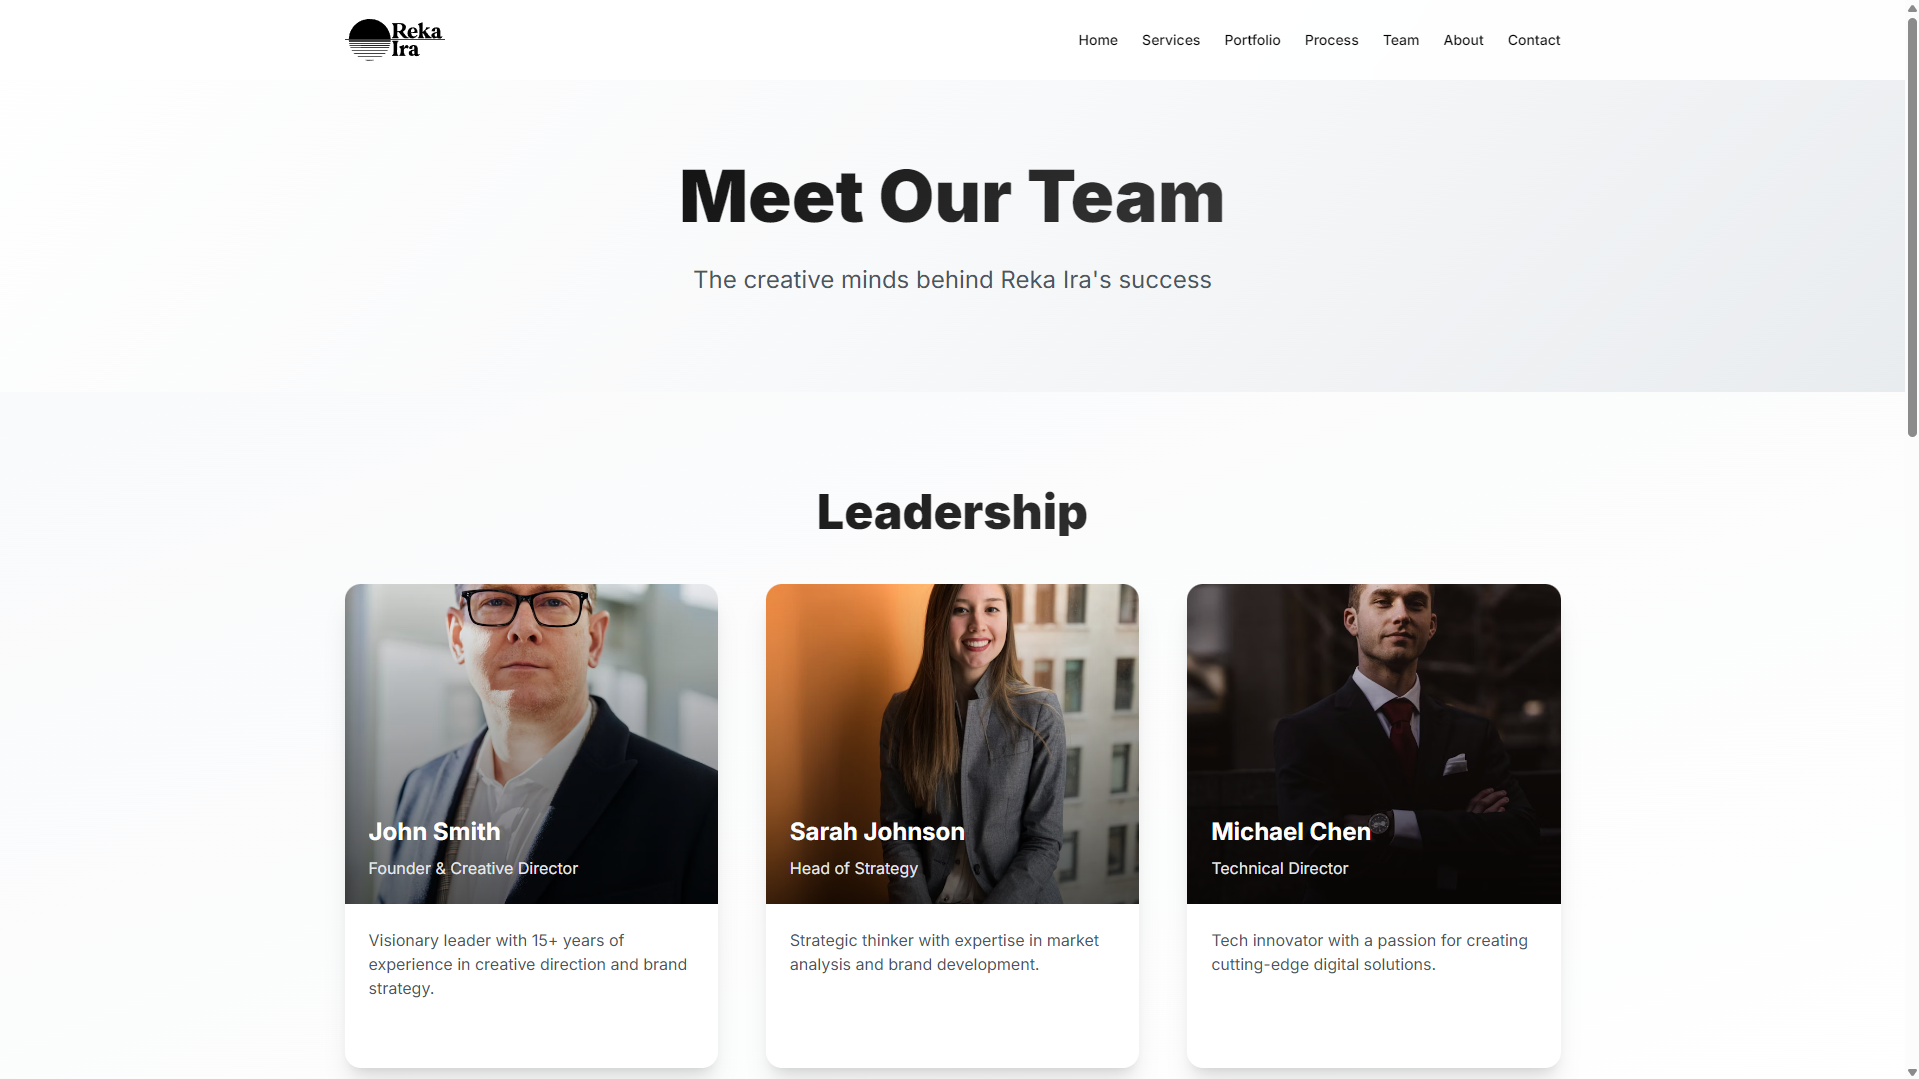 Reka
Ira
Home
Services
Portfolio
Process
Team
About
Contact
Meet Our Team
The creative minds behind Reka Ira's success
Leadership
John Smith
Founder & Creative Director
Visionary leader with 15+ years of
experience in creative direction and brand
strategy.
Sarah Johnson
Head of Strategy
Strategic thinker with expertise in market
analysis and brand development.
Michael Chen
Technical Director
Tech innovator with a passion for creating
cutting-edge digital solutions.